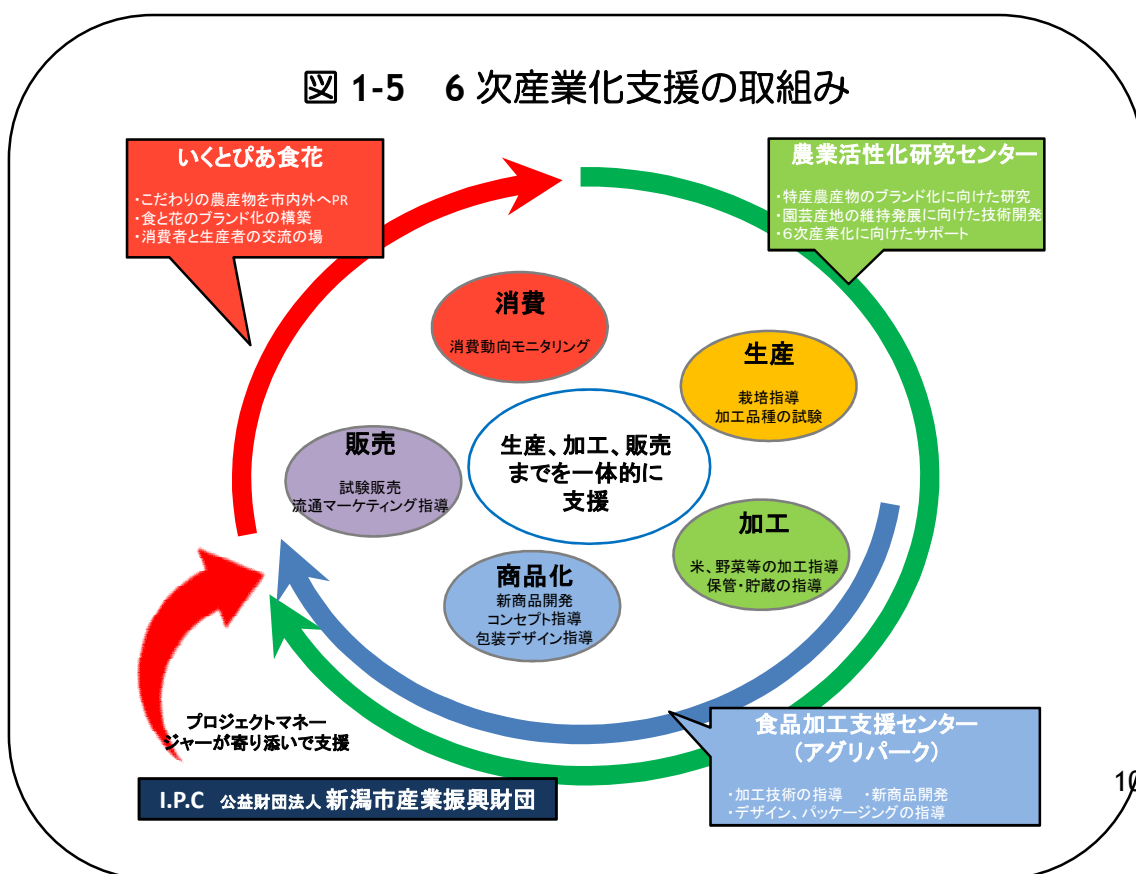 図 1-5　6 次産業化支援の取組み
いくとぴあ食花
・こだわりの農産物を市内外へPR
・食と花のブランド化の構築
・消費者と生産者の交流の場
農業活性化研究センター
・特産農産物のブランド化に向けた研究
・園芸産地の維持発展に向けた技術開発
・６次産業化に向けたサポート
消費
消費動向モニタリング
生産
栽培指導
加工品種の試験
販売
試験販売
流通マーケティング指導
生産、加工、販売
までを一体的に
支援
加工
米、野菜等の加工指導
保管・貯蔵の指導
商品化
新商品開発
コンセプト指導
包装デザイン指導
プロジェクトマネー
ジャーが寄り添いで支援
I.P.C 公益財団法人 新潟市産業振興財団
食品加工支援センター
（アグリパーク）
・加工技術の指導　・新商品開発
・デザイン、パッケージングの指導
10